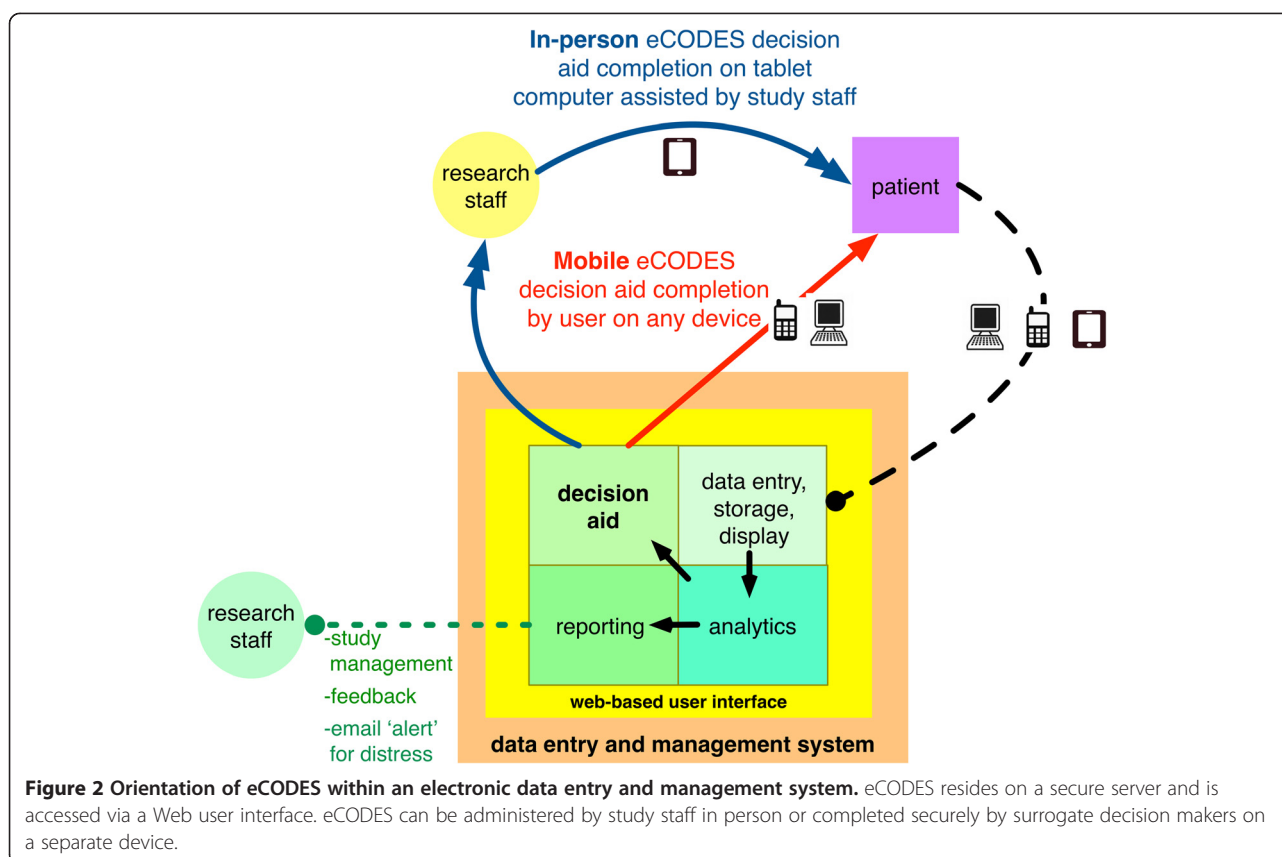 In-person eCODES decision
aid completion on tablet
computer assisted by study staff
research
staff
patient
Mobile eCODES
decision aid completion
by user on any device
decision
aid
data entry,
storage,
display
reporting
analytics
web-based user interface
data entry and management system
research
staff
-study
management
-feedback
-email ‘alert’
for distress
Figure 2 Orientation of eCODES within an electronic data entry and management system. eCODES resides on a secure server and is
accessed via a Web user interface. eCODES can be administered by study staff in person or completed securely by surrogate decision makers on
a separate device.